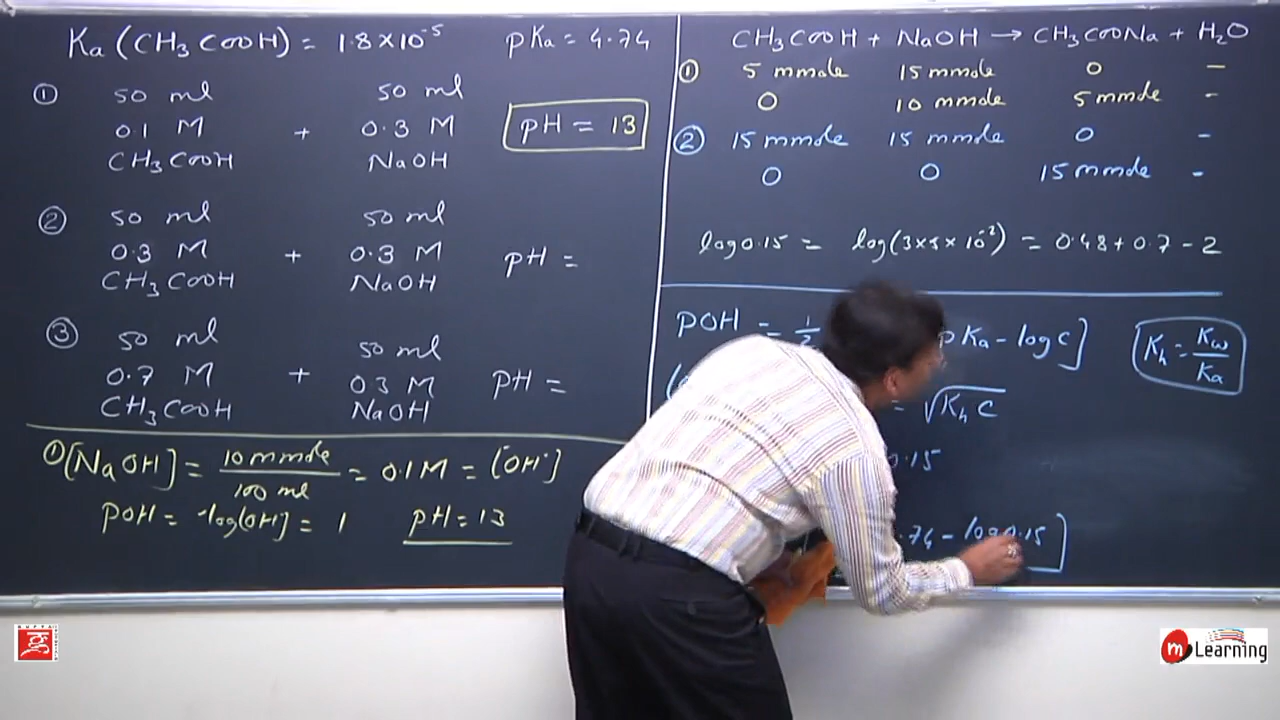 Ka (CH3COOH) = 1.8×10⁻⁵ pKa = 4.74
① 50 ml 50 ml
0.1 M + 0.3 M pH = 13
CH3COOH NaOH
② 50 ml 50 ml
0.3 M + 0.3 M pH =
CH3COOH NaOH
③ 50 ml 50 ml
0.7 M + 03 M pH =
CH3COOH NaOH
① [NaOH] = 10 mmole / 100 ml = 0.1 M = [OH⁻]
POH = -log[OH] = 1 pH = 13
CH3COOH + NaOH → CH3COONa + H2O
① 5 mmole 15 mmole 0 -
0 10 mmole 5 mmole -
② 15 mmole 15 mmole 0 -
0 0 15 mmole -
log 0.15 = log(3×5×10⁻²) = 0.48 + 0.7 - 2
POH = 1/2 pKa - log C] Kh = Kw / Ka
= √Kh C
0.15
.74 - log 0.15]
m Learning